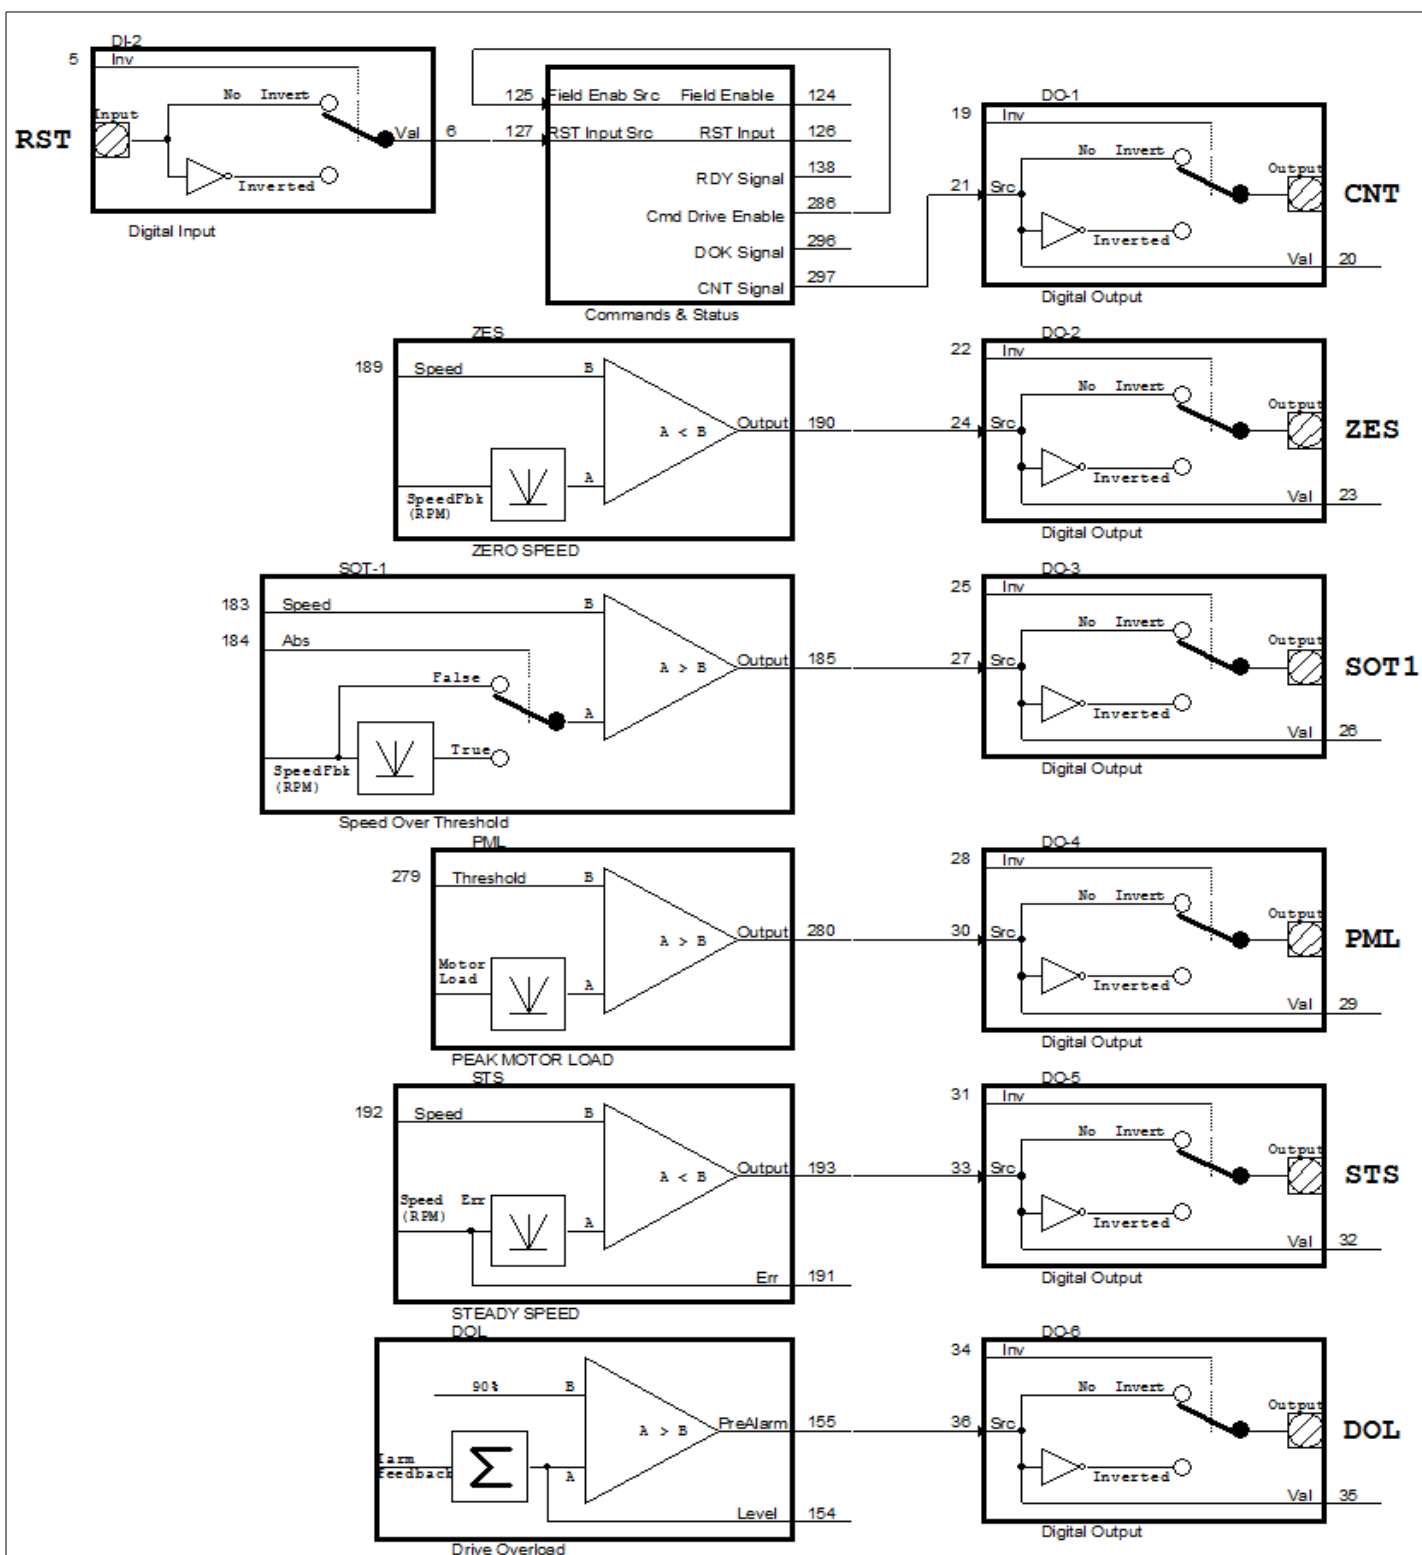 DI-2
5 Inv
No Invert
Input
RST
Val 6
Inverted
Digital Input
125 Field Enab Src Field Enable 124
127 RST Input Src RST Input 126
RDY Signal 138
Cmd Drive Enable 286
DOK Signal 296
CNT Signal 297
Commands & Status
DO-1
19 Inv
No Invert
Output
21 Src
CNT
Inverted
Val 20
Digital Output
ZES
189 Speed B
A < B
Output 190
A
SpeedFbk
(RPM)
ZERO SPEED
DO-2
22 Inv
No Invert
Output
24 Src
ZES
Inverted
Val 23
Digital Output
SOT-1
183 Speed B
184 Abs
A > B
Output 185
False
A
True
SpeedFbk
(RPM)
Speed Over Threshold
DO-3
25 Inv
No Invert
Output
27 Src
SOT1
Inverted
Val 26
Digital Output
PML
279 Threshold B
A > B
Output 280
Motor
Load
A
PEAK MOTOR LOAD
DO-4
28 Inv
No Invert
Output
30 Src
PML
Inverted
Val 29
Digital Output
STS
192 Speed B
A < B
Output 193
Speed Err
(RPM)
A
Err 191
STEADY SPEED
DO-5
31 Inv
No Invert
Output
33 Src
STS
Inverted
Val 32
Digital Output
DOL
90% B
A > B
PreAlarm 155
Iarm
feedback
Σ
A
Level 154
Drive Overload
DO-6
34 Inv
No Invert
Output
36 Src
DOL
Inverted
Val 35
Digital Output